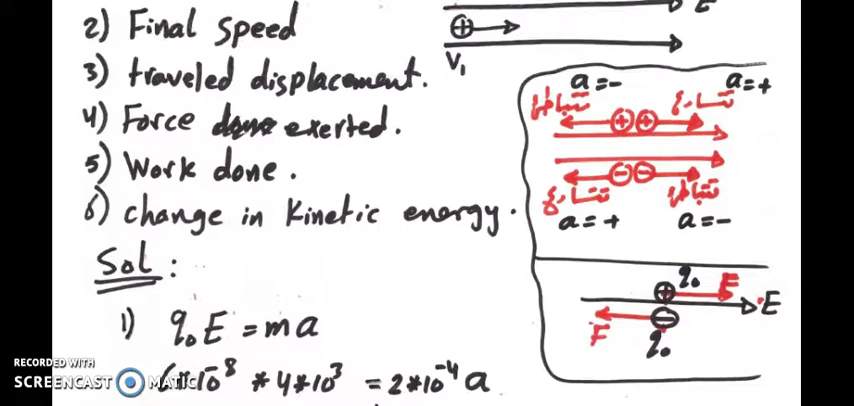 E
2) Final speed
V₁
3) traveled displacement.
a=- a=+
تباطؤ تسارع
4) Force exerted.
5) Work done.
تسارع تباطؤ
a=+ a=-
6) change in Kinetic energy.
Sol :
q₀ F E
F q₀
1) q₀E = ma
6*10⁻⁸ * 4*10³ = 2*10⁻⁴ a
RECORDED WITH
SCREENCAST MATIC